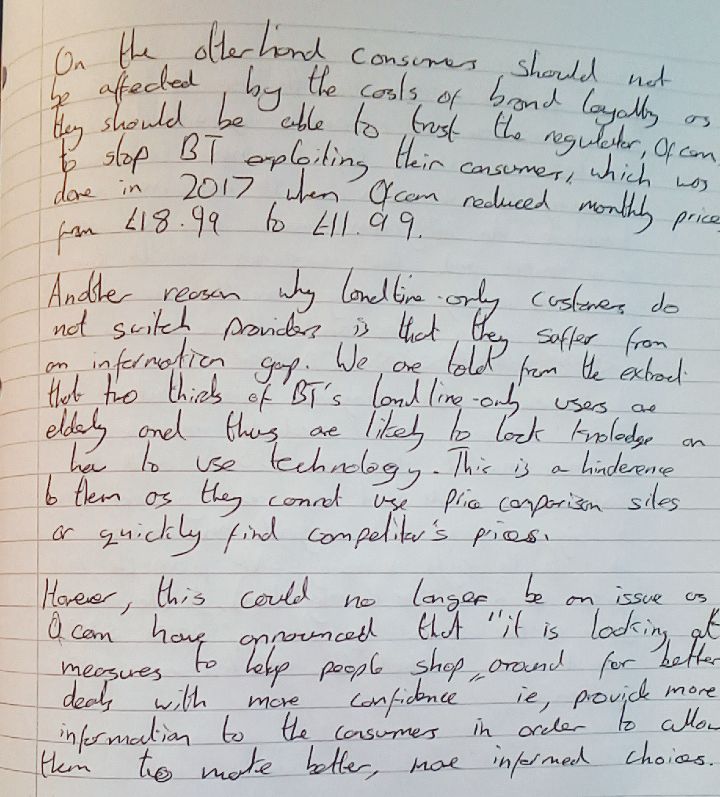 On the other hand consumers should not
be affected by the costs of brand loyalty as
they should be able to trust the regulator, Ofcom,
to stop BT exploiting their consumers, which was
done in 2017 when Ofcom reduced monthly price
from £18.99 to £11.99.
Another reason why landline-only customers do
not switch providers is that they suffer from
an information gap. We are told from the extract
that two thirds of BT's landline-only users are
elderly and thus are likely to lack knoledge on
how to use technology. This is a hinderence
to them as they cannot use price comparison sites
or quickly find competitor's prices.
However, this could no longer be an issue as
Ofcom have announced that "it is looking at
measures to help people shop around for better
deals with more confidence" ie, provide more
information to the consumers in order to allow
them to make better, more informed choices.